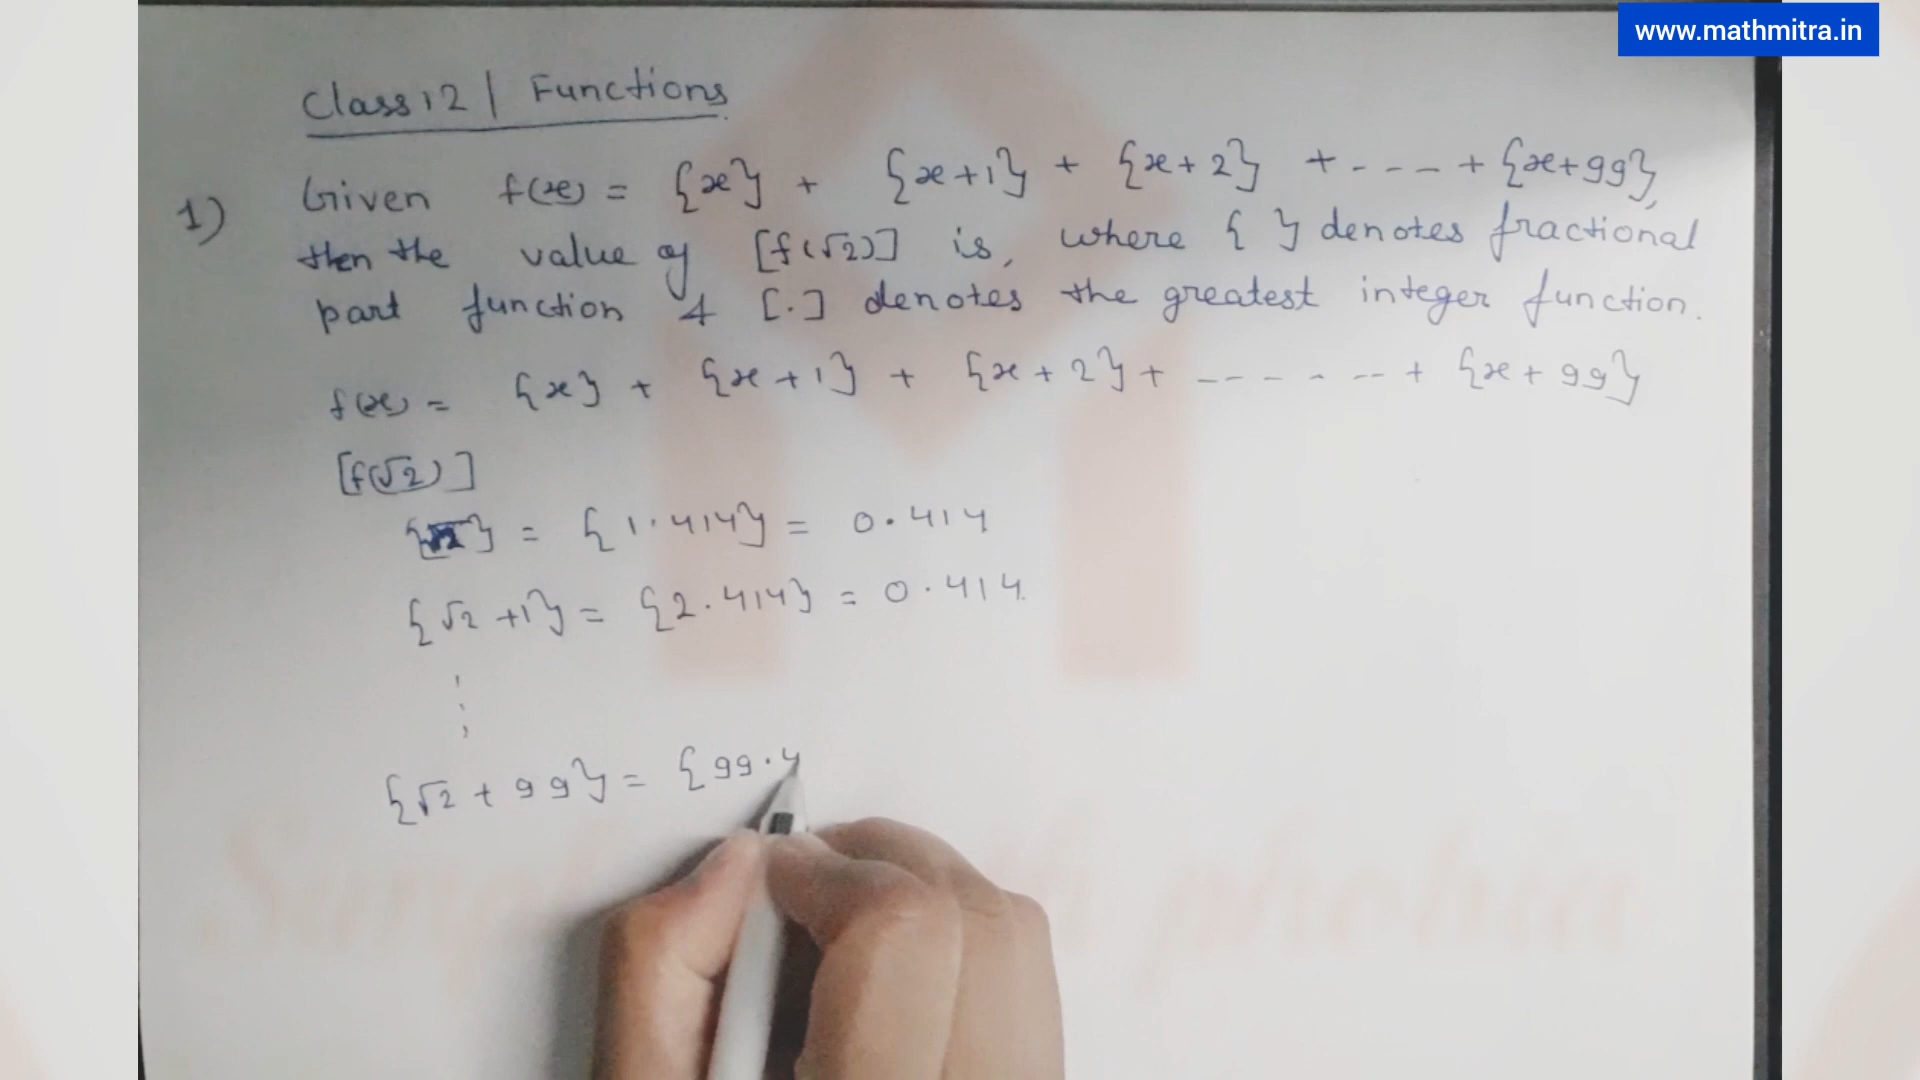 www.mathmitra.in
Class 12 | Functions
1) Given f(x) = {x} + {x+1} + {x+2} + - - - - + {x+99},
then the value of [f(√2)] is, where { } denotes fractional
part function & [.] denotes the greatest integer function.
f(x) = {x} + {x+1} + {x+2} + - - - - - - + {x+99}
[f(√2)]
{√2} = {1.414} = 0.414
{√2+1} = {2.414} = 0.414
{√2+99} = {99.4